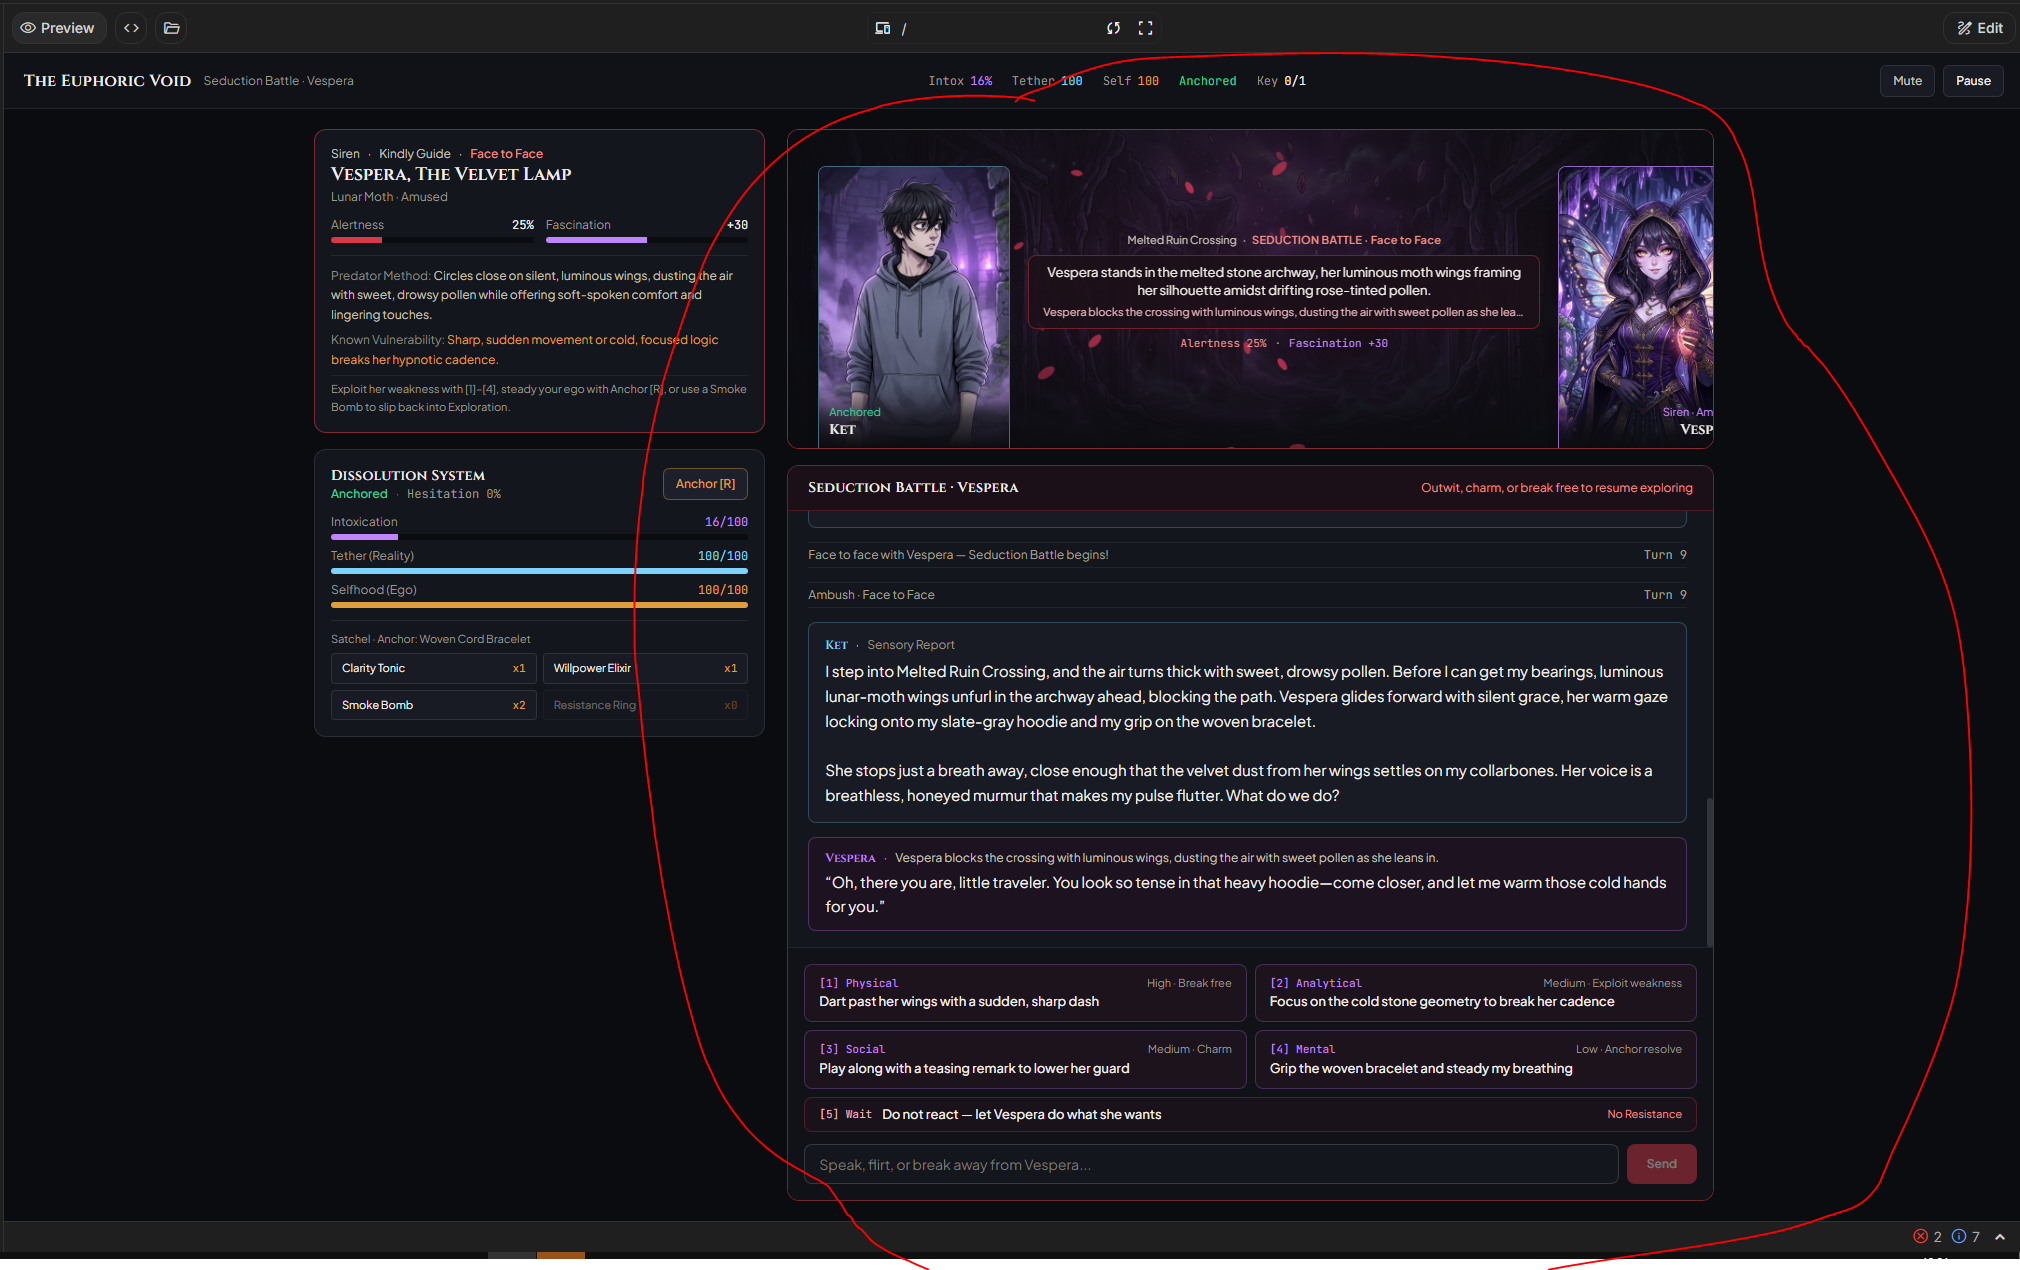 Preview
/
Edit
THE EUPHORIC VOID Seduction Battle · Vespera
Intox 16% Tether 100 Self 100 Anchored Key 0/1
Mute Pause
Siren · Kindly Guide · Face to Face
VESPERA, THE VELVET LAMP
Lunar Moth · Amused
Alertness 25% Fascination +30
Predator Method: Circles close on silent, luminous wings, dusting the air
with sweet, drowsy pollen while offering soft-spoken comfort and
lingering touches.
Known Vulnerability: Sharp, sudden movement or cold, focused logic
breaks her hypnotic cadence.
Exploit her weakness with [1]–[4], steady your ego with Anchor [R], or use a Smoke
Bomb to slip back into Exploration.
DISSOLUTION SYSTEM
Anchored · Hesitation 0%
Anchor [R]
Intoxication 16/100
Tether (Reality) 100/100
Selfhood (Ego) 100/100
Satchel · Anchor: Woven Cord Bracelet
Clarity Tonic x1 Willpower Elixir x1
Smoke Bomb x2 Resistance Ring x0
Melted Ruin Crossing · SEDUCTION BATTLE · Face to Face
Vespera stands in the melted stone archway, her luminous moth wings framing
her silhouette amidst drifting rose-tinted pollen.
Vespera blocks the crossing with luminous wings, dusting the air with sweet pollen as she lea...
Alertness 25% · Fascination +30
Anchored
KET
Siren · Am
VESP
SEDUCTION BATTLE · VESPERA
Outwit, charm, or break free to resume exploring
Face to face with Vespera — Seduction Battle begins! Turn 9
Ambush · Face to Face Turn 9
KET · Sensory Report
I step into Melted Ruin Crossing, and the air turns thick with sweet, drowsy pollen. Before I can get my bearings, luminous
lunar-moth wings unfurl in the archway ahead, blocking the path. Vespera glides forward with silent grace, her warm gaze
locking onto my slate-gray hoodie and my grip on the woven bracelet.
She stops just a breath away, close enough that the velvet dust from her wings settles on my collarbones. Her voice is a
breathless, honeyed murmur that makes my pulse flutter. What do we do?
VESPERA · Vespera blocks the crossing with luminous wings, dusting the air with sweet pollen as she leans in.
“Oh, there you are, little traveler. You look so tense in that heavy hoodie—come closer, and let me warm those cold hands
for you.”
[1] Physical High · Break free
Dart past her wings with a sudden, sharp dash
[2] Analytical Medium · Exploit weakness
Focus on the cold stone geometry to break her cadence
[3] Social Medium · Charm
Play along with a teasing remark to lower her guard
[4] Mental Low · Anchor resolve
Grip the woven bracelet and steady my breathing
[5] Wait Do not react — let Vespera do what she wants No Resistance
Speak, flirt, or break away from Vespera...
Send
2 7